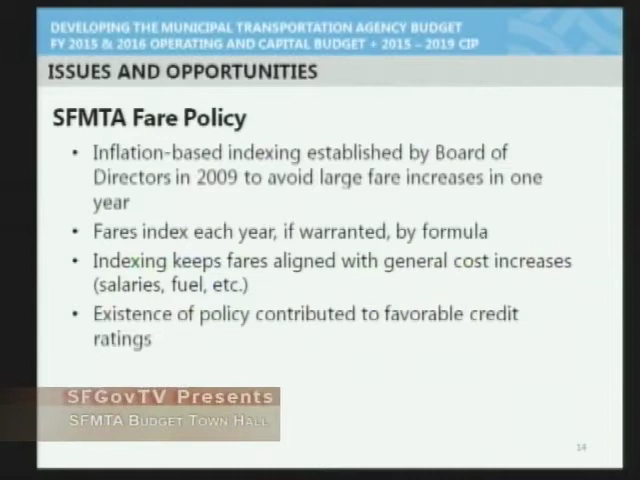 DEVELOPING THE MUNICIPAL TRANSPORTATION AGENCY BUDGET
FY 2015 & 2016 OPERATING AND CAPITAL BUDGET + 2015 – 2019 CIP
ISSUES AND OPPORTUNITIES
SFMTA Fare Policy
• Inflation-based indexing established by Board of
Directors in 2009 to avoid large fare increases in one
year
• Fares index each year, if warranted, by formula
• Indexing keeps fares aligned with general cost increases
(salaries, fuel, etc.)
• Existence of policy contributed to favorable credit
ratings
SFGovTV Presents
SFMTA Budget Town Hall
14